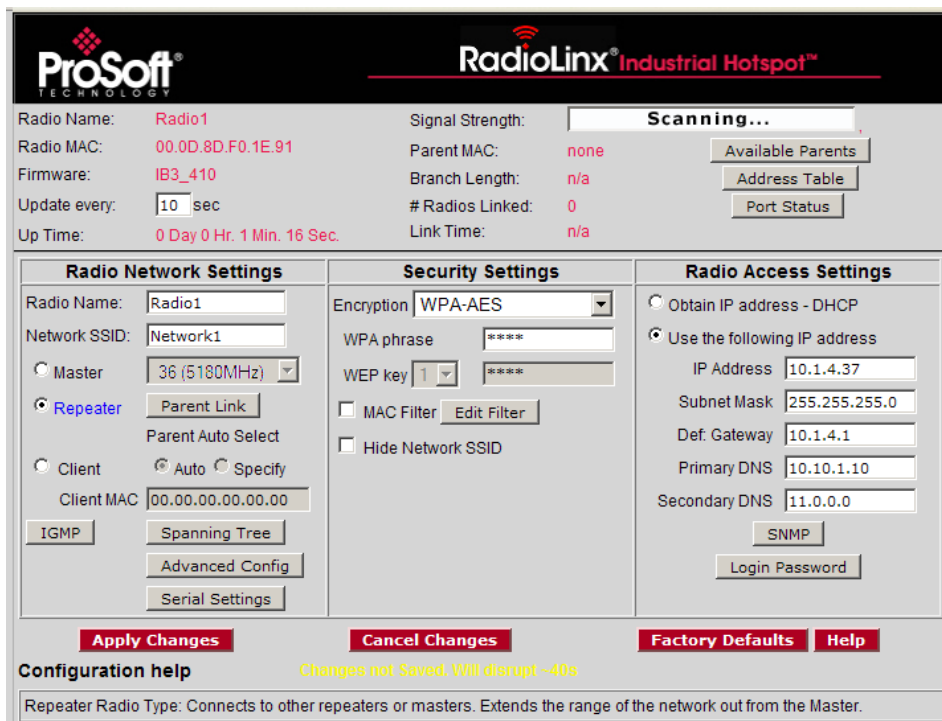 ProSoft®
TECHNOLOGY
RadioLinx® Industrial Hotspot™
Radio Name: Radio1
Radio MAC: 00.0D.8D.F0.1E.91
Firmware: IB3_410
Update every: 10 sec
Up Time: 0 Day 0 Hr. 1 Min. 16 Sec.
Signal Strength: Scanning... ,
Parent MAC: none Available Parents
Branch Length: n/a Address Table
# Radios Linked: 0 Port Status
Link Time: n/a
Radio Network Settings
Radio Name: Radio1
Network SSID: Network1
Master 36 (5180MHz)
Repeater Parent Link
Parent Auto Select
Client Auto Specify
Client MAC 00.00.00.00.00.00
IGMP Spanning Tree
Advanced Config
Serial Settings
Security Settings
Encryption WPA-AES
WPA phrase ****
WEP key 1 ****
MAC Filter Edit Filter
Hide Network SSID
Radio Access Settings
Obtain IP address - DHCP
Use the following IP address
IP Address 10.1.4.37
Subnet Mask 255.255.255.0
Def. Gateway 10.1.4.1
Primary DNS 10.10.1.10
Secondary DNS 11.0.0.0
SNMP
Login Password
Apply Changes Cancel Changes Factory Defaults Help
Configuration help Changes not Saved. Will disrupt ~40s
Repeater Radio Type: Connects to other repeaters or masters. Extends the range of the network out from the Master.